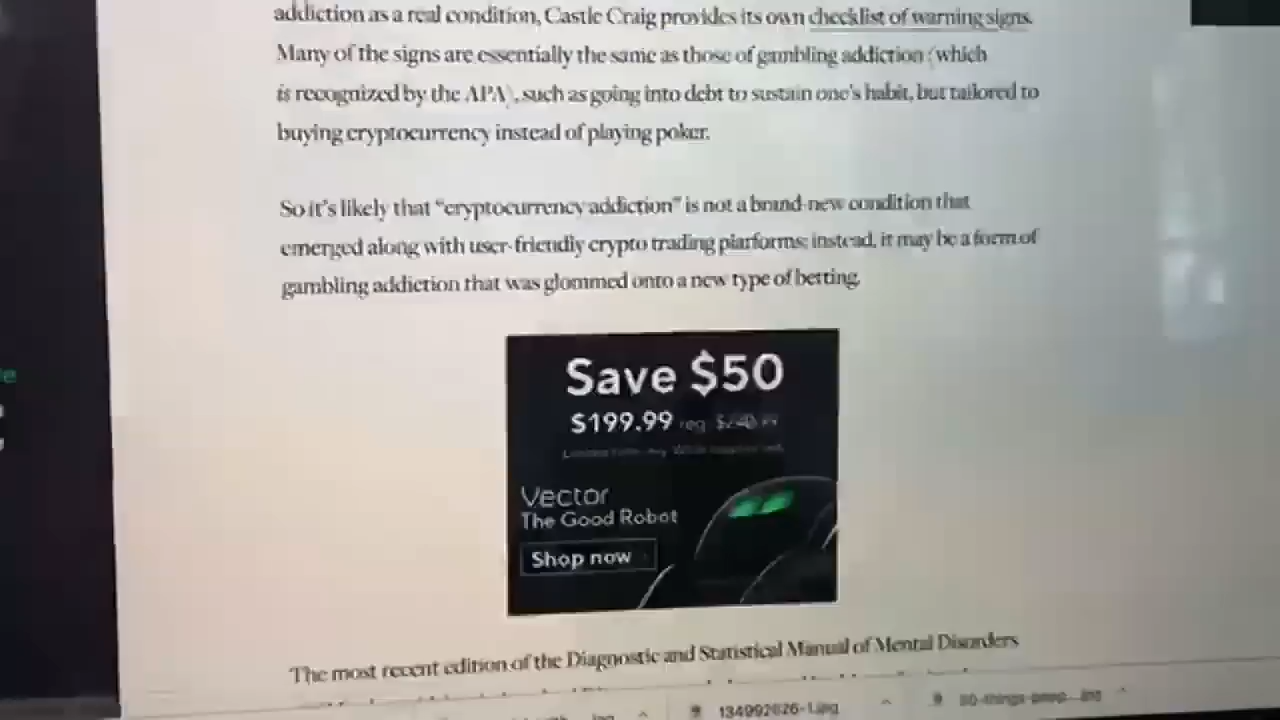 addiction as a real condition, Castle Craig provides its own checklist of warning signs.
Many of the signs are essentially the same as those of gambling addiction (which
is recognized by the APA), such as going into debt to sustain one's habit, but tailored to
buying cryptocurrency instead of playing poker.
So it's likely that "cryptocurrency addiction" is not a brand-new condition that
emerged along with user-friendly crypto trading platforms; instead, it may be a form of
gambling addiction that was glommed onto a new type of betting.
Save $50
$199.99 reg.
Vector
The Good Robot
Shop now
The most recent edition of the Diagnostic and Statistical Manual of Mental Disorders
134992626-1.jpg